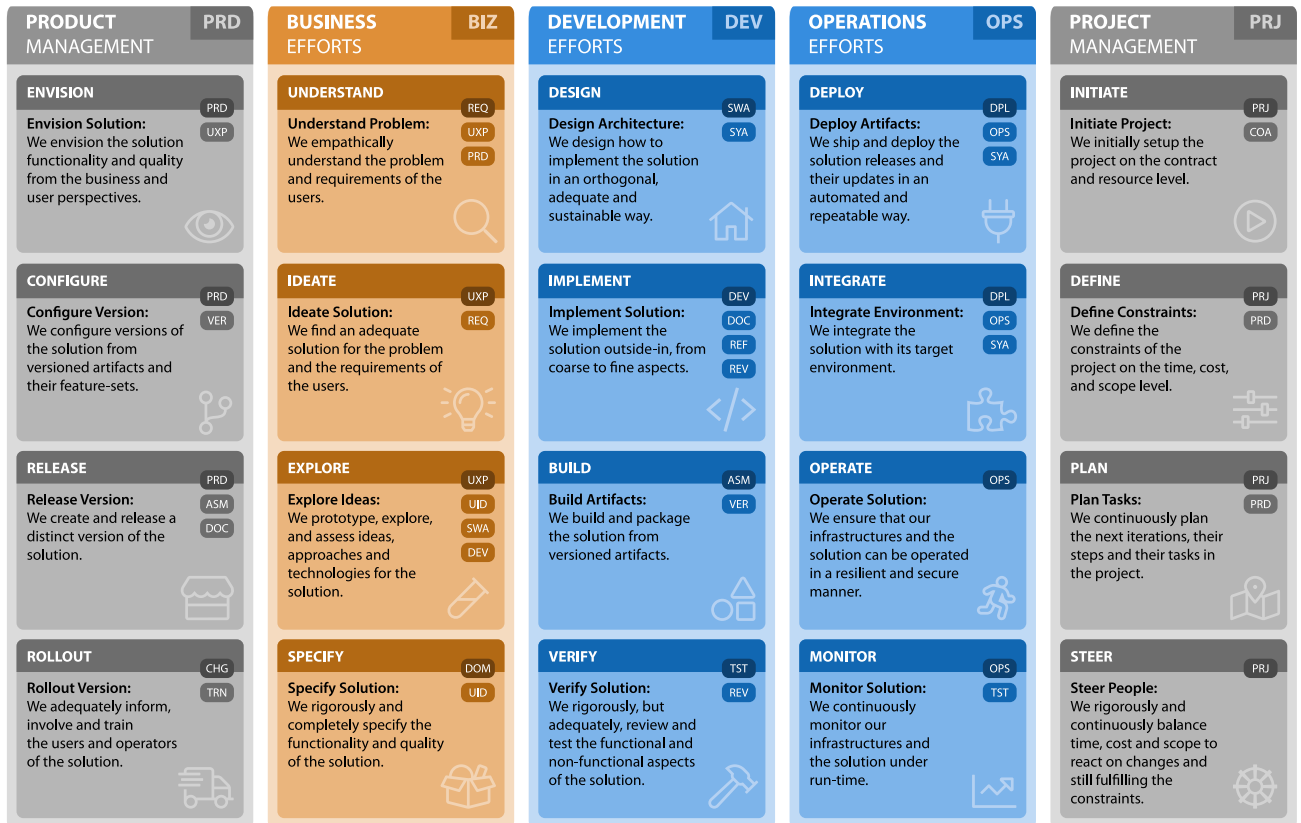 PRODUCT
MANAGEMENT
PRD
ENVISION
PRD
UXP
Envision Solution:
We envision the solution
functionality and quality
from the business and
user perspectives.
CONFIGURE
PRD
VER
Configure Version:
We configure versions of
the solution from
versioned artifacts and
their feature-sets.
RELEASE
PRD
ASM
DOC
Release Version:
We create and release a
distinct version of the
solution.
ROLLOUT
CHG
TRN
Rollout Version:
We adequately inform,
involve and train
the users and operators
of the solution.
BUSINESS
EFFORTS
BIZ
UNDERSTAND
REQ
UXP
PRD
Understand Problem:
We empathically
understand the problem
and requirements of the
users.
IDEATE
UXP
REQ
Ideate Solution:
We find an adequate
solution for the problem
and the requirements of
the users.
EXPLORE
UXP
UID
SWA
DEV
Explore Ideas:
We prototype, explore,
and assess ideas,
approaches and
technologies for the
solution.
SPECIFY
DOM
UID
Specify Solution:
We rigorously and
completely specify the
functionality and quality
of the solution.
DEVELOPMENT
EFFORTS
DEV
DESIGN
SWA
SYA
Design Architecture:
We design how to
implement the solution
in an orthogonal,
adequate and
sustainable way.
IMPLEMENT
DEV
DOC
REF
REV
Implement Solution:
We implement the
solution outside-in, from
coarse to fine aspects.
BUILD
ASM
VER
Build Artifacts:
We build and package
the solution from
versioned artifacts.
VERIFY
TST
REV
Verify Solution:
We rigorously, but
adequately, review and
test the functional and
non-functional aspects
of the solution.
OPERATIONS
EFFORTS
OPS
DEPLOY
DPL
OPS
SYA
Deploy Artifacts:
We ship and deploy the
solution releases and
their updates in an
automated and
repeatable way.
INTEGRATE
DPL
OPS
SYA
Integrate Environment:
We integrate the
solution with its target
environment.
OPERATE
OPS
Operate Solution:
We ensure that our
infrastructures and the
solution can be operated
in a resilient and secure
manner.
MONITOR
OPS
TST
Monitor Solution:
We continuously
monitor our
infrastructures and
the solution under
run-time.
PROJECT
MANAGEMENT
PRJ
INITIATE
PRJ
COA
Initiate Project:
We initially setup the
project on the contract
and resource level.
DEFINE
PRJ
PRD
Define Constraints:
We define the
constraints of the
project on the time, cost,
and scope level.
PLAN
PRJ
PRD
Plan Tasks:
We continuously plan
the next iterations, their
steps and their tasks in
the project.
STEER
PRJ
Steer People:
We rigorously and
continuously balance
time, cost and scope to
react on changes and
still fulfilling the
constraints.